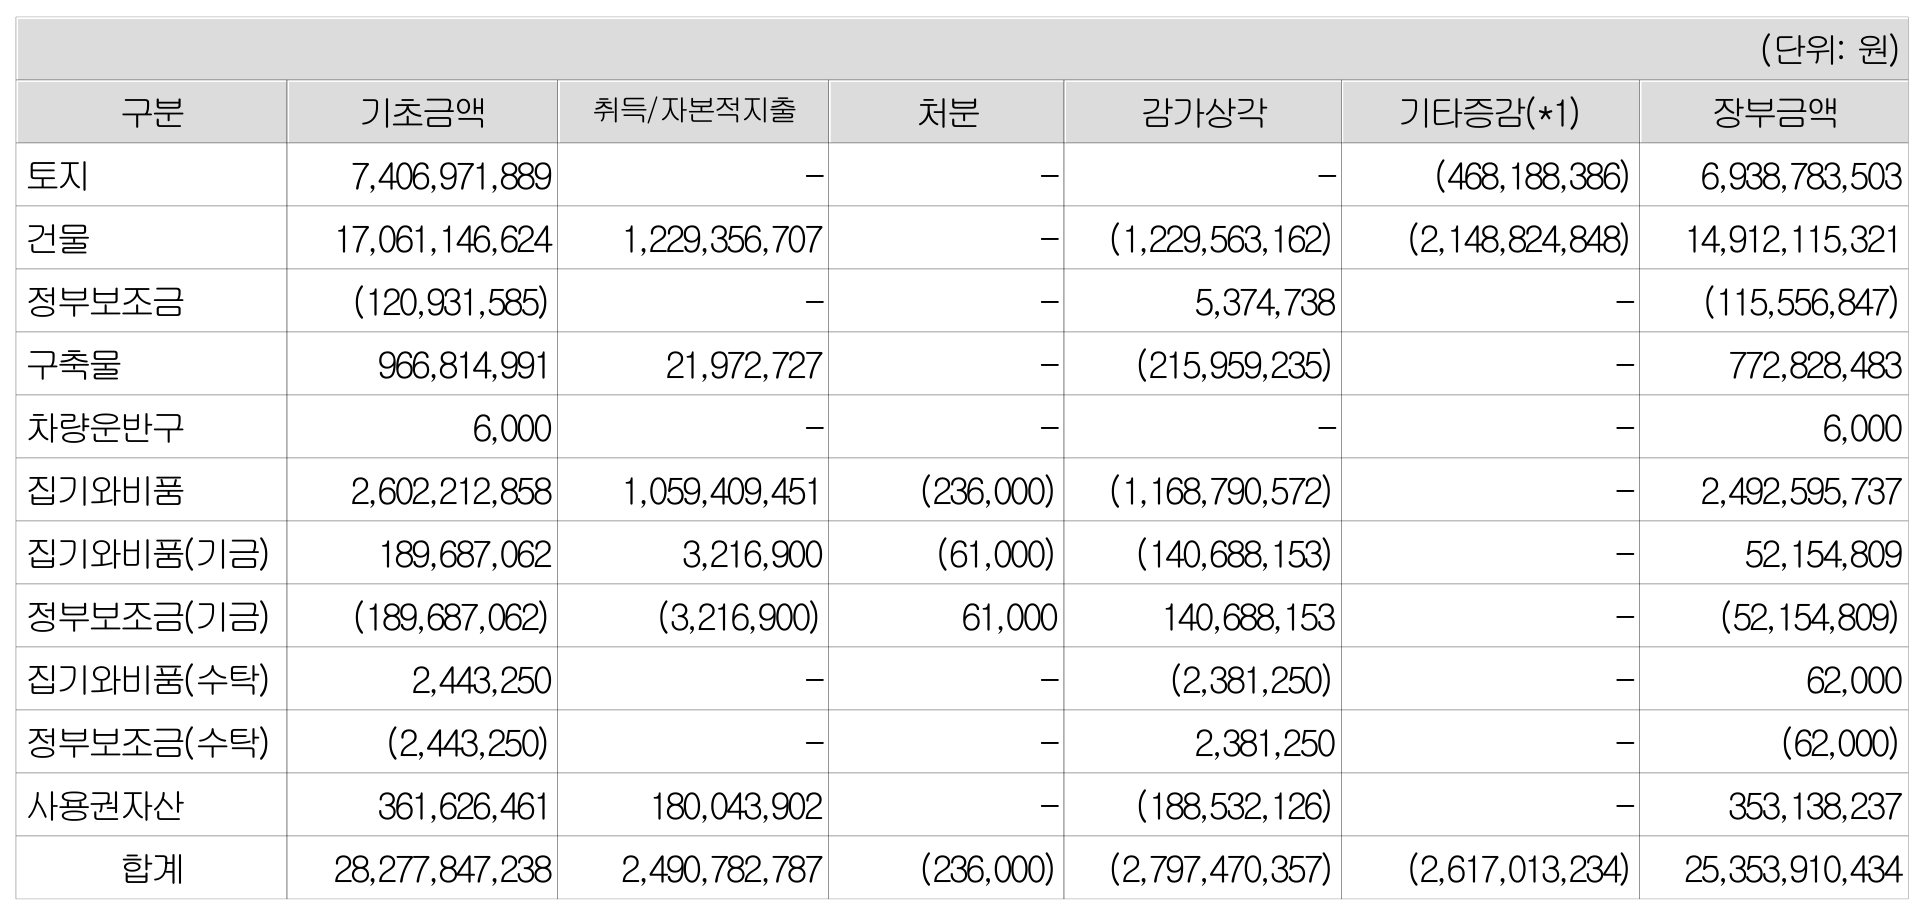 (단위: 원)
구분 기초금액 취득/자본적지출 처분 감가상각 기타증감(*1) 장부금액
토지 7,406,971,889 – – – (468,188,386) 6,938,783,503
건물 17,061,146,624 1,229,356,707 – (1,229,563,162) (2,148,824,848) 14,912,115,321
정부보조금 (120,931,585) – – 5,374,738 – (115,556,847)
구축물 966,814,991 21,972,727 – (215,959,235) – 772,828,483
차량운반구 6,000 – – – – 6,000
집기와비품 2,602,212,858 1,059,409,451 (236,000) (1,168,790,572) – 2,492,595,737
집기와비품(기금) 189,687,062 3,216,900 (61,000) (140,688,153) – 52,154,809
정부보조금(기금) (189,687,062) (3,216,900) 61,000 140,688,153 – (52,154,809)
집기와비품(수탁) 2,443,250 – – (2,381,250) – 62,000
정부보조금(수탁) (2,443,250) – – 2,381,250 – (62,000)
사용권자산 361,626,461 180,043,902 – (188,532,126) – 353,138,237
합계 28,277,847,238 2,490,782,787 (236,000) (2,797,470,357) (2,617,013,234) 25,353,910,434